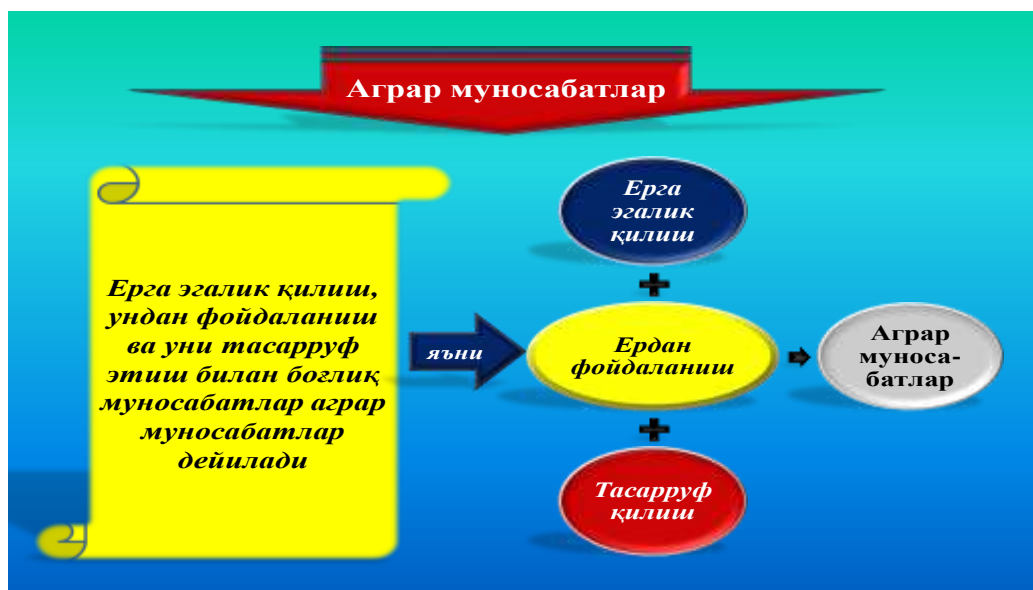 Аграр муносабатлар
Ерга эгалик қилиш,
ундан фойдаланиш
ва уни тасарруф
этиш билан боғлиқ
муносабатлар аграр
муносабатлар
дейилади
яъни
Ерга
эгалик
қилиш
+
Ердан
фойдаланиш
+
Тасарруф
қилиш
Аграр
муноса-
батлар